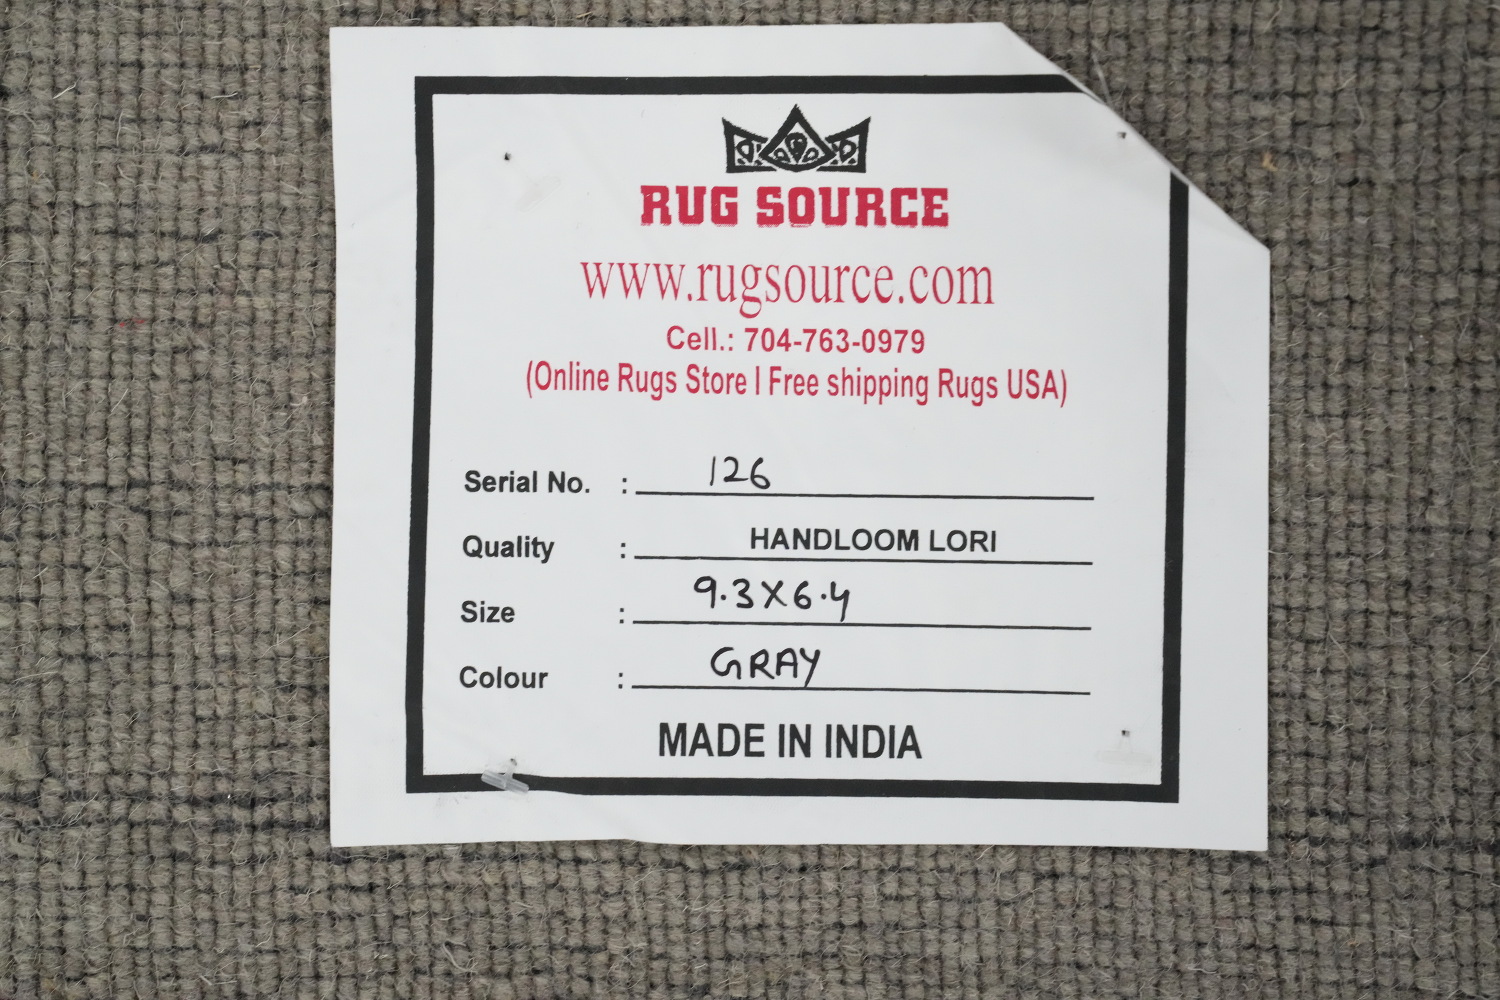 RUG SOURCE
www.rugsource.com
Cell.: 704-763-0979
(Online Rugs Store | Free shipping Rugs USA)
Serial No. : 126
Quality : HANDLOOM LORI
Size : 9.3X6.4
Colour : GRAY
MADE IN INDIA